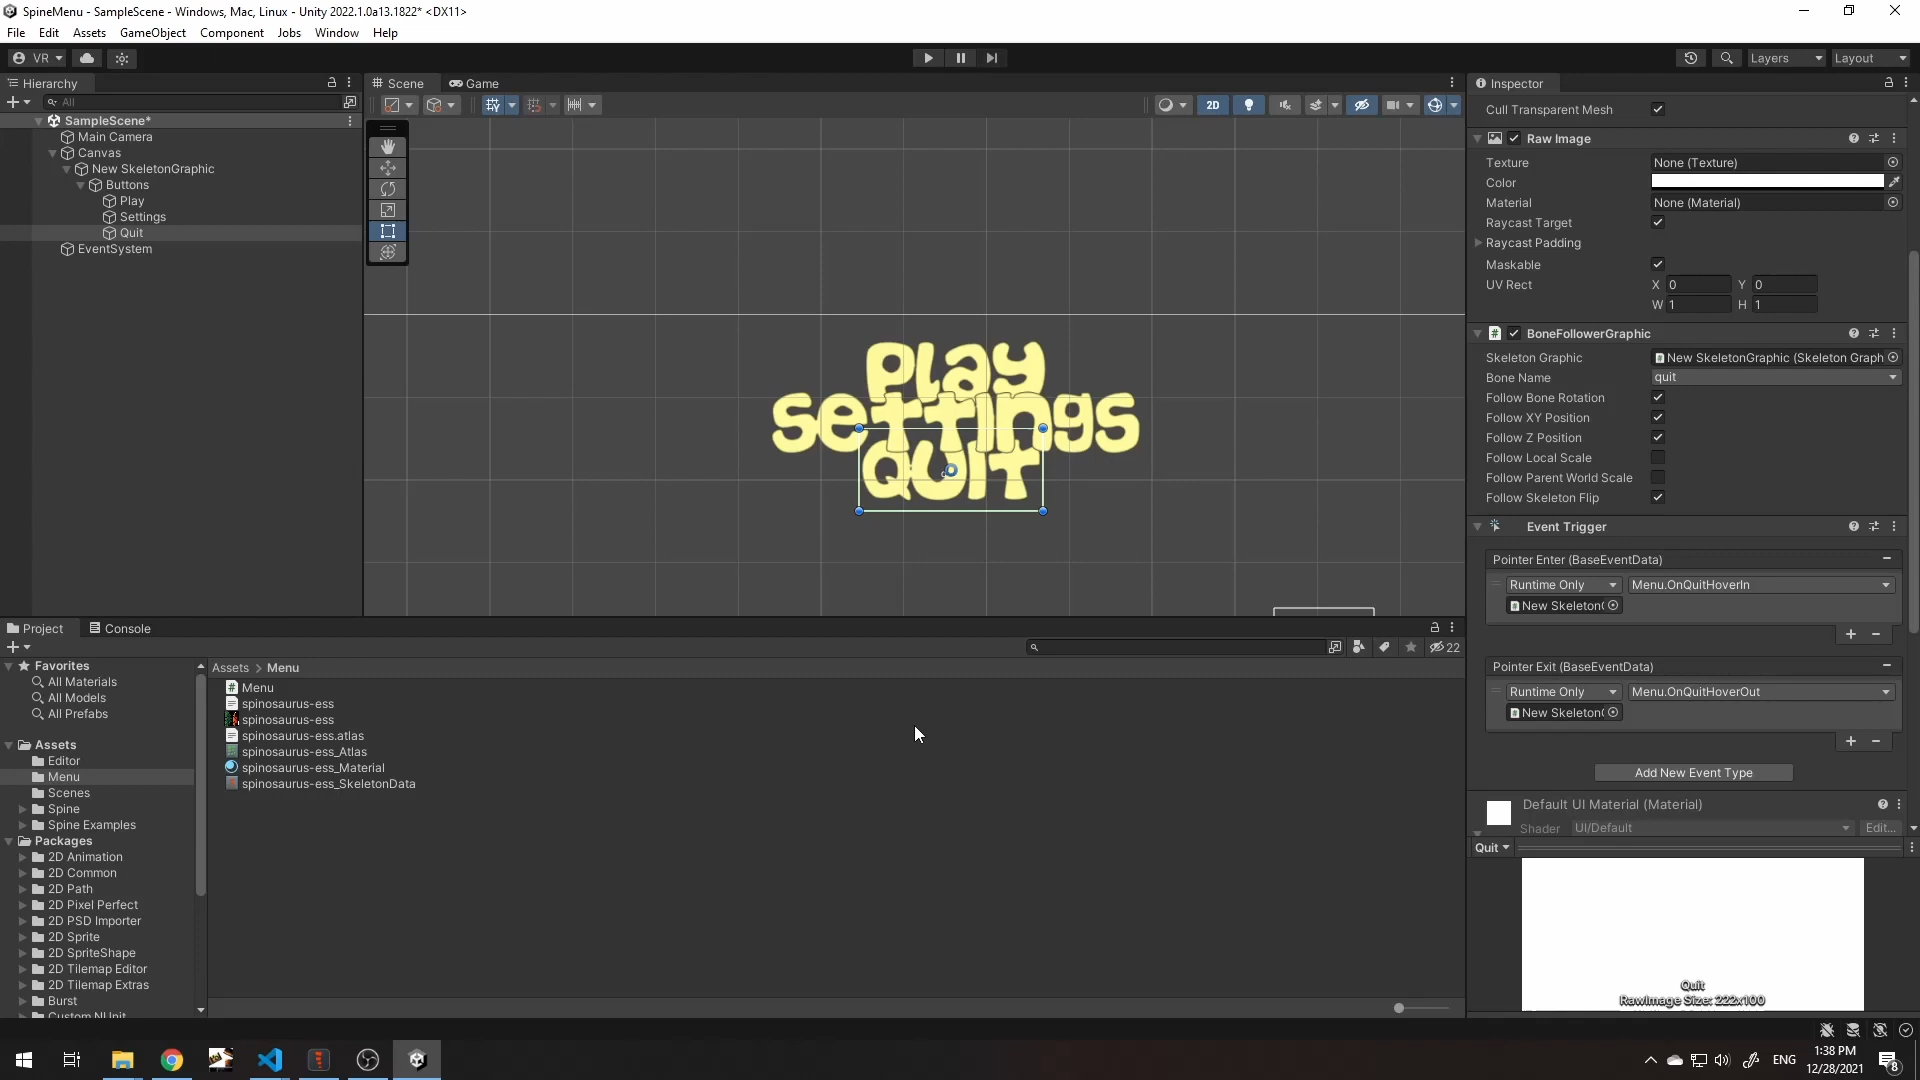 SpineMenu - SampleScene - Windows, Mac, Linux - Unity 2022.1.0a13.1822* <DX11>
File Edit Assets GameObject Component Jobs Window Help
VR Layers Layout
Hierarchy
All
SampleScene*
Main Camera
Canvas
New SkeletonGraphic
Buttons
Play
Settings
Quit
EventSystem
Scene Game
2D
play
settings
QUIT
Inspector
Cull Transparent Mesh
Raw Image
Texture None (Texture)
Color
Material None (Material)
Raycast Target
Raycast Padding
Maskable
UV Rect X 0 Y 0
W 1 H 1
BoneFollowerGraphic
Skeleton Graphic New SkeletonGraphic (Skeleton Graph
Bone Name quit
Follow Bone Rotation
Follow XY Position
Follow Z Position
Follow Local Scale
Follow Parent World Scale
Follow Skeleton Flip
Event Trigger
Pointer Enter (BaseEventData)
Runtime Only Menu.OnQuitHoverIn
New Skeleton(
Pointer Exit (BaseEventData)
Runtime Only Menu.OnQuitHoverOut
New Skeleton(
Add New Event Type
Default UI Material (Material)
Shader UI/Default Edit...
Quit
Quit
RawImage Size: 222x100
Project Console
22
Favorites
All Materials
All Models
All Prefabs
Assets
Editor
Menu
Scenes
Spine
Spine Examples
Packages
2D Animation
2D Common
2D Path
2D Pixel Perfect
2D PSD Importer
2D Sprite
2D SpriteShape
2D Tilemap Editor
2D Tilemap Extras
Burst
Custom NUnit
Assets > Menu
Menu
spinosaurus-ess
spinosaurus-ess
spinosaurus-ess.atlas
spinosaurus-ess_Atlas
spinosaurus-ess_Material
spinosaurus-ess_SkeletonData
ENG
1:38 PM
12/28/2021
8